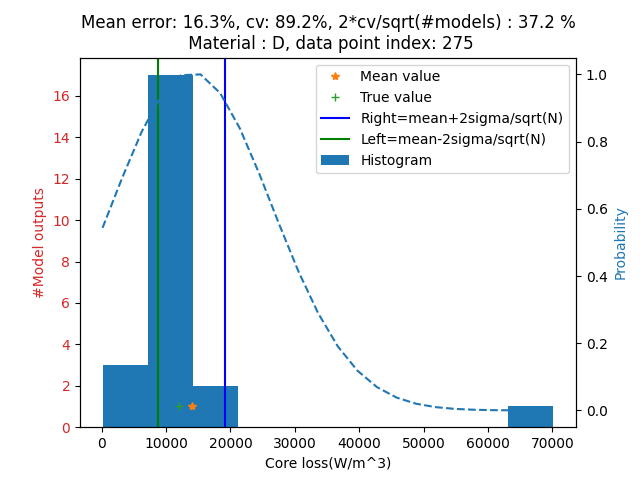 Mean error: 16.3%, cv: 89.2%, 2*cv/sqrt(#models) : 37.2 %
Material : D, data point index: 275
Mean value
True value
Right=mean+2sigma/sqrt(N)
Left=mean-2sigma/sqrt(N)
Histogram
#Model outputs
16
14
12
10
8
6
4
2
0
1.0
0.8
0.6
0.4
0.2
0.0
Probability
0 10000 20000 30000 40000 50000 60000 70000
Core loss(W/m^3)